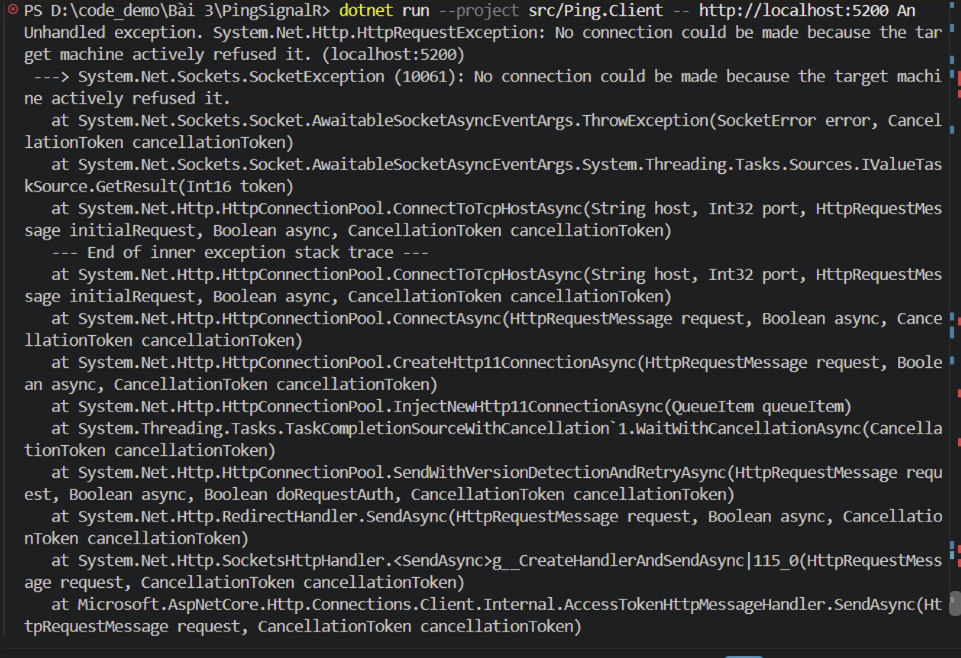 PS D:\code_demo\Bài 3\PingSignalR> dotnet run --project src/Ping.Client -- http://localhost:5200 An
Unhandled exception. System.Net.Http.HttpRequestException: No connection could be made because the tar
get machine actively refused it. (localhost:5200)
 ---> System.Net.Sockets.SocketException (10061): No connection could be made because the target machi
ne actively refused it.
   at System.Net.Sockets.Socket.AwaitableSocketAsyncEventArgs.ThrowException(SocketError error, Cancel
lationToken cancellationToken)
   at System.Net.Sockets.Socket.AwaitableSocketAsyncEventArgs.System.Threading.Tasks.Sources.IValueTas
kSource.GetResult(Int16 token)
   at System.Net.Http.HttpConnectionPool.ConnectToTcpHostAsync(String host, Int32 port, HttpRequestMes
sage initialRequest, Boolean async, CancellationToken cancellationToken)
   --- End of inner exception stack trace ---
   at System.Net.Http.HttpConnectionPool.ConnectToTcpHostAsync(String host, Int32 port, HttpRequestMes
sage initialRequest, Boolean async, CancellationToken cancellationToken)
   at System.Net.Http.HttpConnectionPool.ConnectAsync(HttpRequestMessage request, Boolean async, Cance
llationToken cancellationToken)
   at System.Net.Http.HttpConnectionPool.CreateHttp11ConnectionAsync(HttpRequestMessage request, Boole
an async, CancellationToken cancellationToken)
   at System.Net.Http.HttpConnectionPool.InjectNewHttp11ConnectionAsync(QueueItem queueItem)
   at System.Threading.Tasks.TaskCompletionSourceWithCancellation`1.WaitWithCancellationAsync(Cancella
tionToken cancellationToken)
   at System.Net.Http.HttpConnectionPool.SendWithVersionDetectionAndRetryAsync(HttpRequestMessage requ
est, Boolean async, Boolean doRequestAuth, CancellationToken cancellationToken)
   at System.Net.Http.RedirectHandler.SendAsync(HttpRequestMessage request, Boolean async, Cancellatio
nToken cancellationToken)
   at System.Net.Http.SocketsHttpHandler.<SendAsync>g__CreateHandlerAndSendAsync|115_0(HttpRequestMess
age request, CancellationToken cancellationToken)
   at Microsoft.AspNetCore.Http.Connections.Client.Internal.AccessTokenHttpMessageHandler.SendAsync(Ht
tpRequestMessage request, CancellationToken cancellationToken)